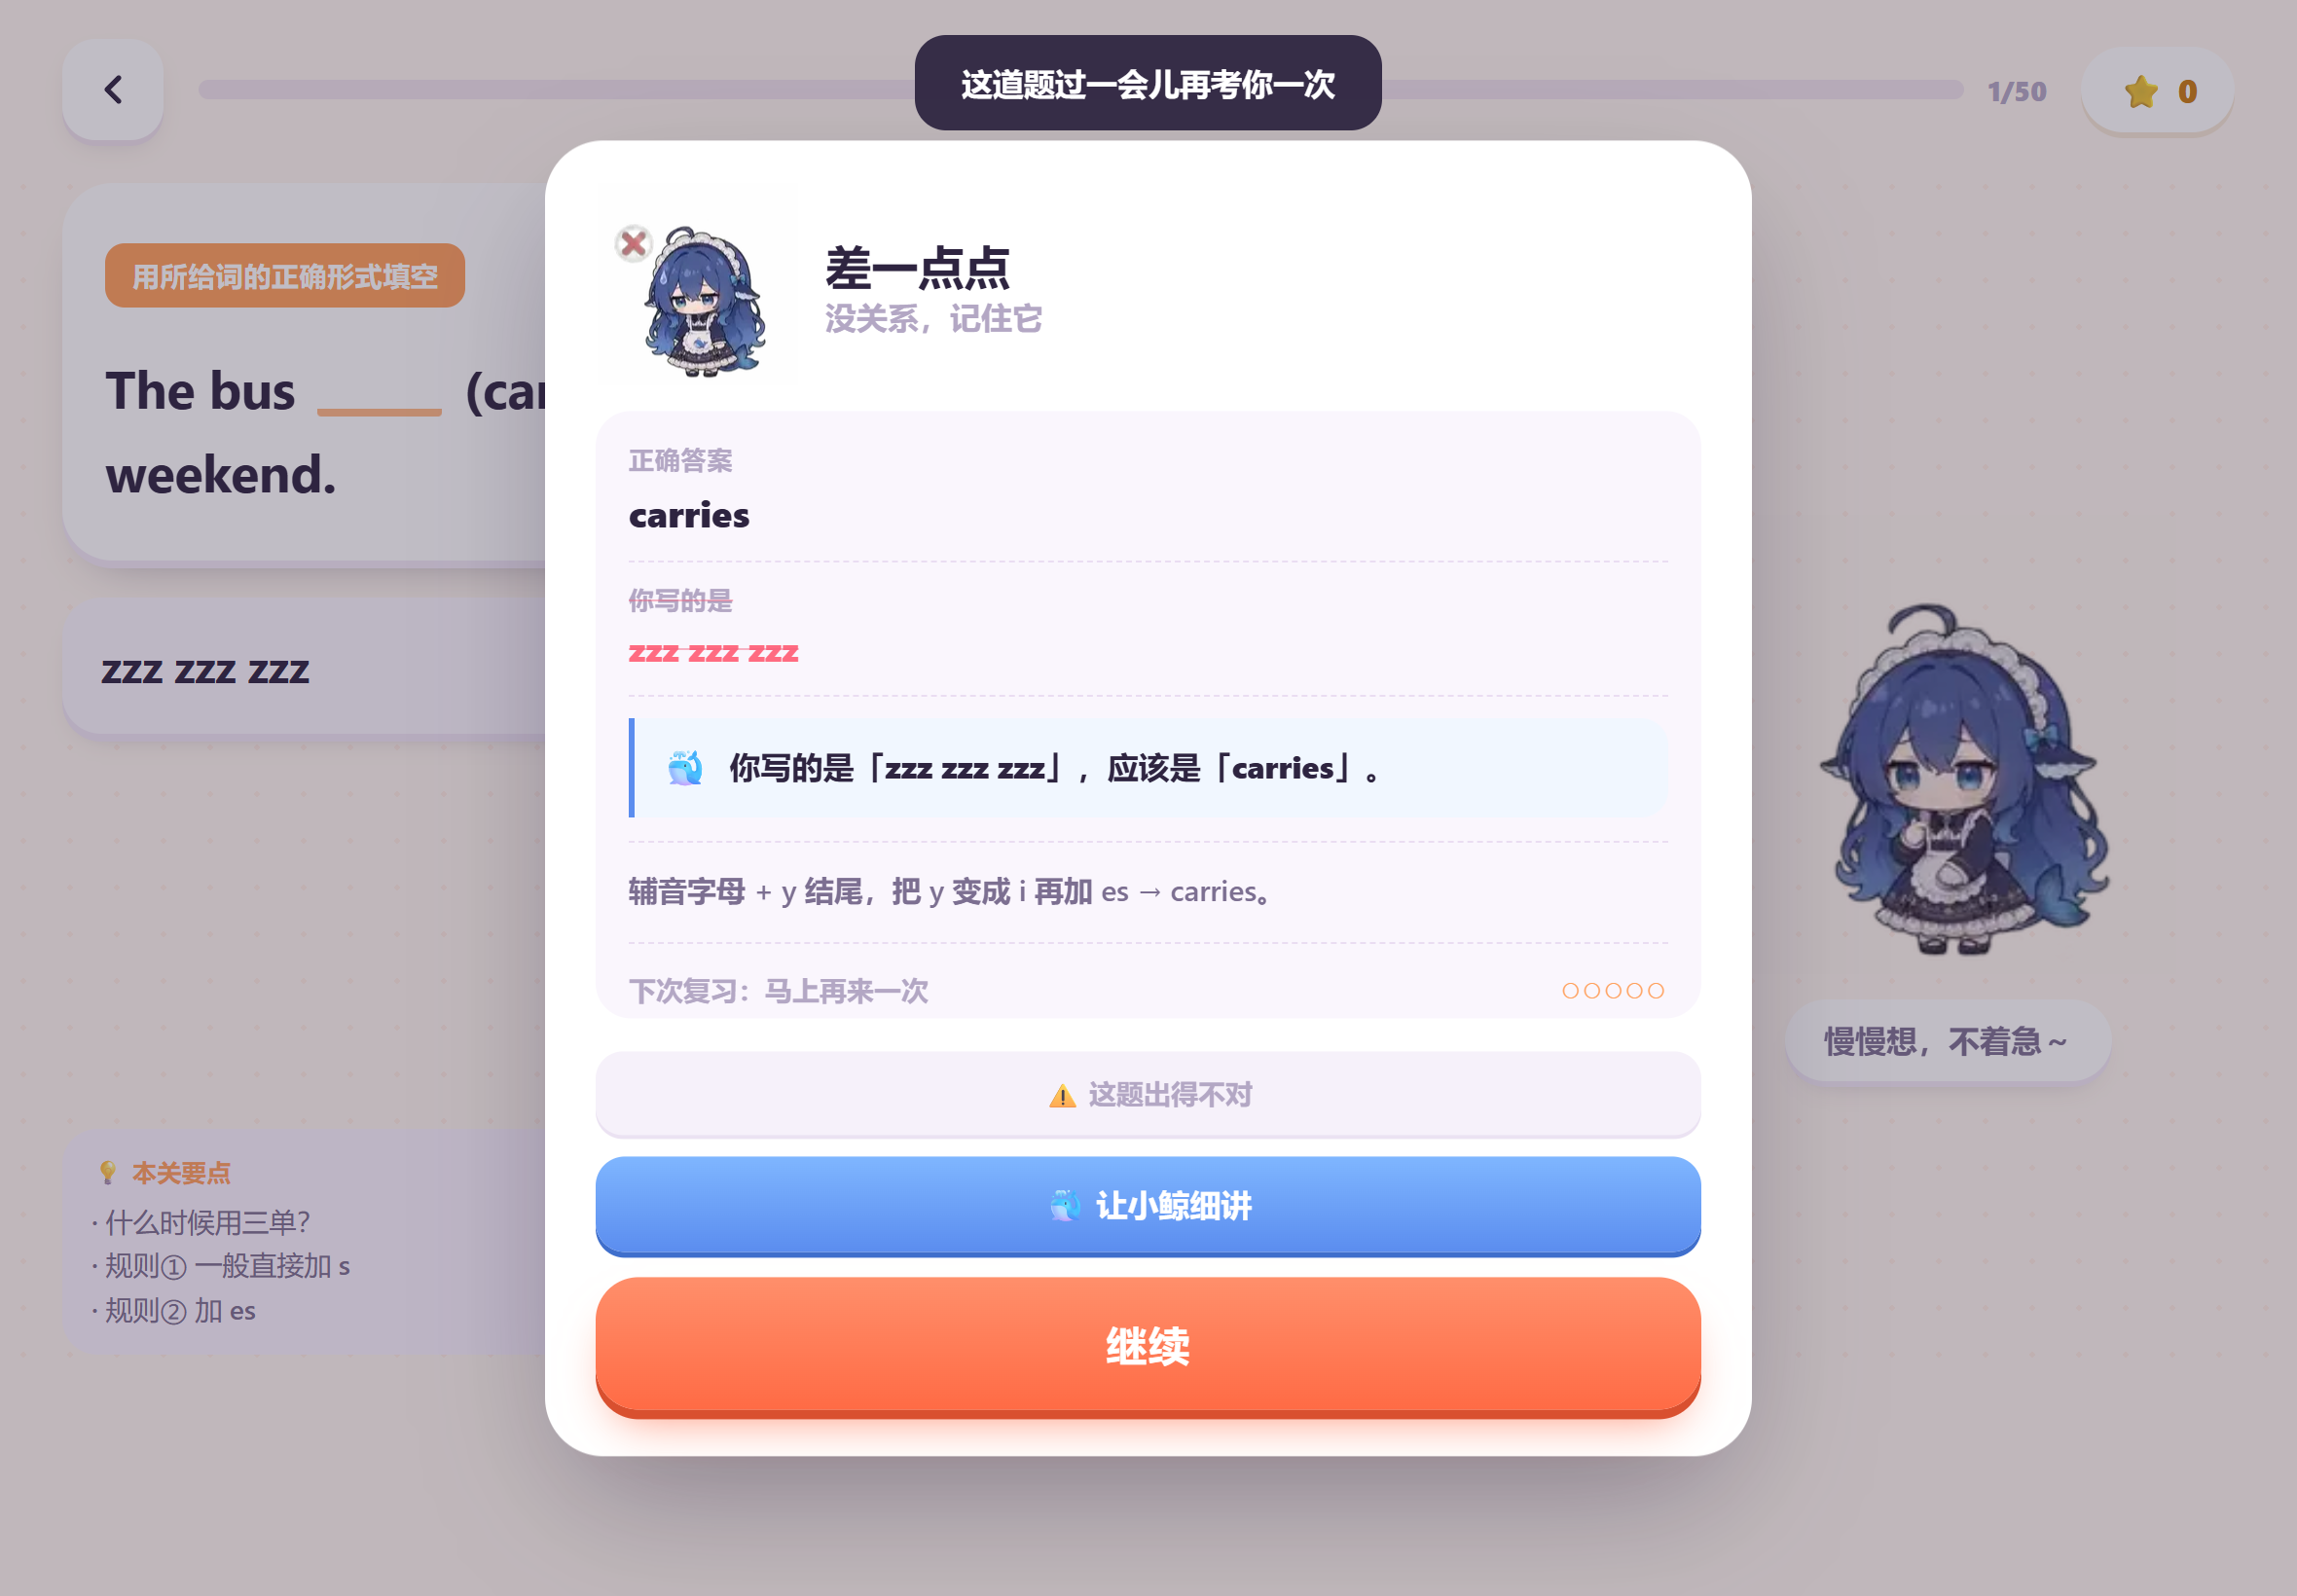 这道题过一会儿再考你一次
1/50
0
用所给词的正确形式填空
The bus _____ (car
weekend.
zzz zzz zzz
差一点点
没关系，记住它
正确答案
carries
你写的是
zzz zzz zzz
你写的是「zzz zzz zzz」，应该是「carries」。
辅音字母 + y 结尾，把 y 变成 i 再加 es → carries。
下次复习：马上再来一次
○○○○○
这题出得不对
让小鲸细讲
继续
慢慢想，不着急～
本关要点
· 什么时候用三单？
· 规则① 一般直接加 s
· 规则② 加 es